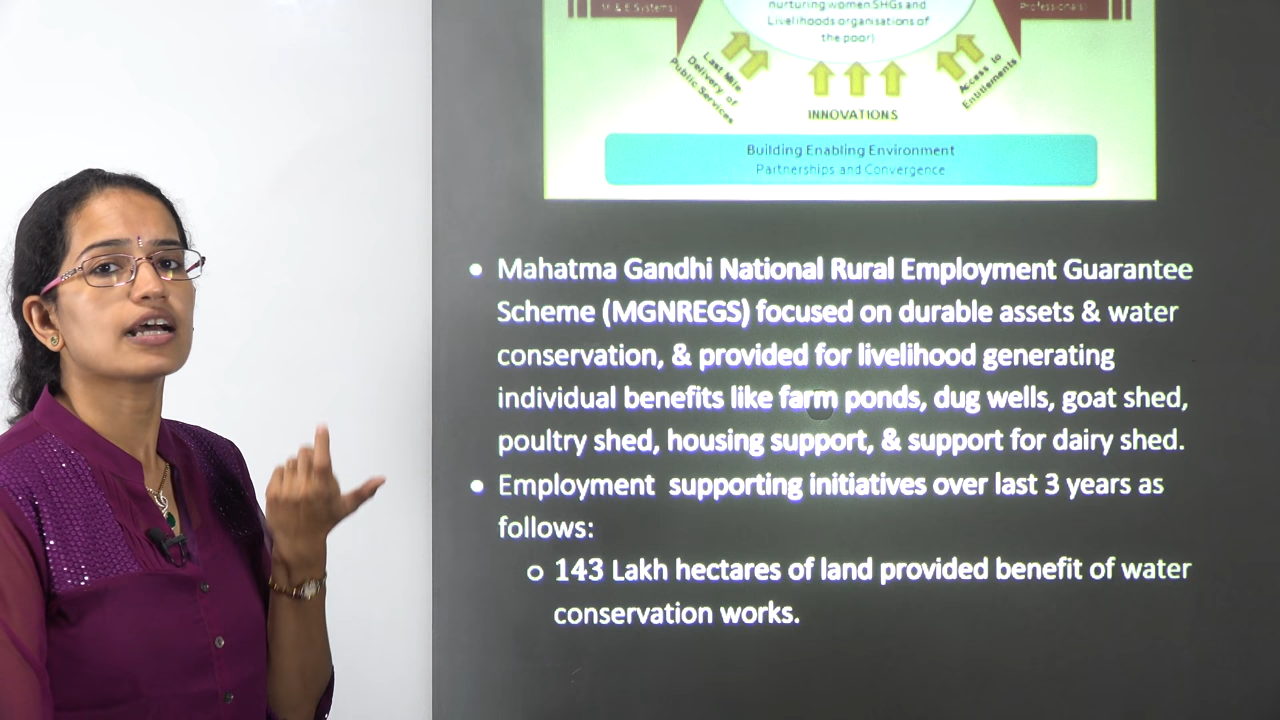 M & E Systems)
nurturing women SHGs and
Professionals)
Livelihoods organisations of
the poor)
Last Mile
Delivery of
Public Services
Access to
Entitlements
INNOVATIONS
Building Enabling Environment
Partnerships and Convergence
• Mahatma Gandhi National Rural Employment Guarantee
Scheme (MGNREGS) focused on durable assets & water
conservation, & provided for livelihood generating
individual benefits like farm ponds, dug wells, goat shed,
poultry shed, housing support, & support for dairy shed.
• Employment supporting initiatives over last 3 years as
follows:
o 143 Lakh hectares of land provided benefit of water
conservation works.